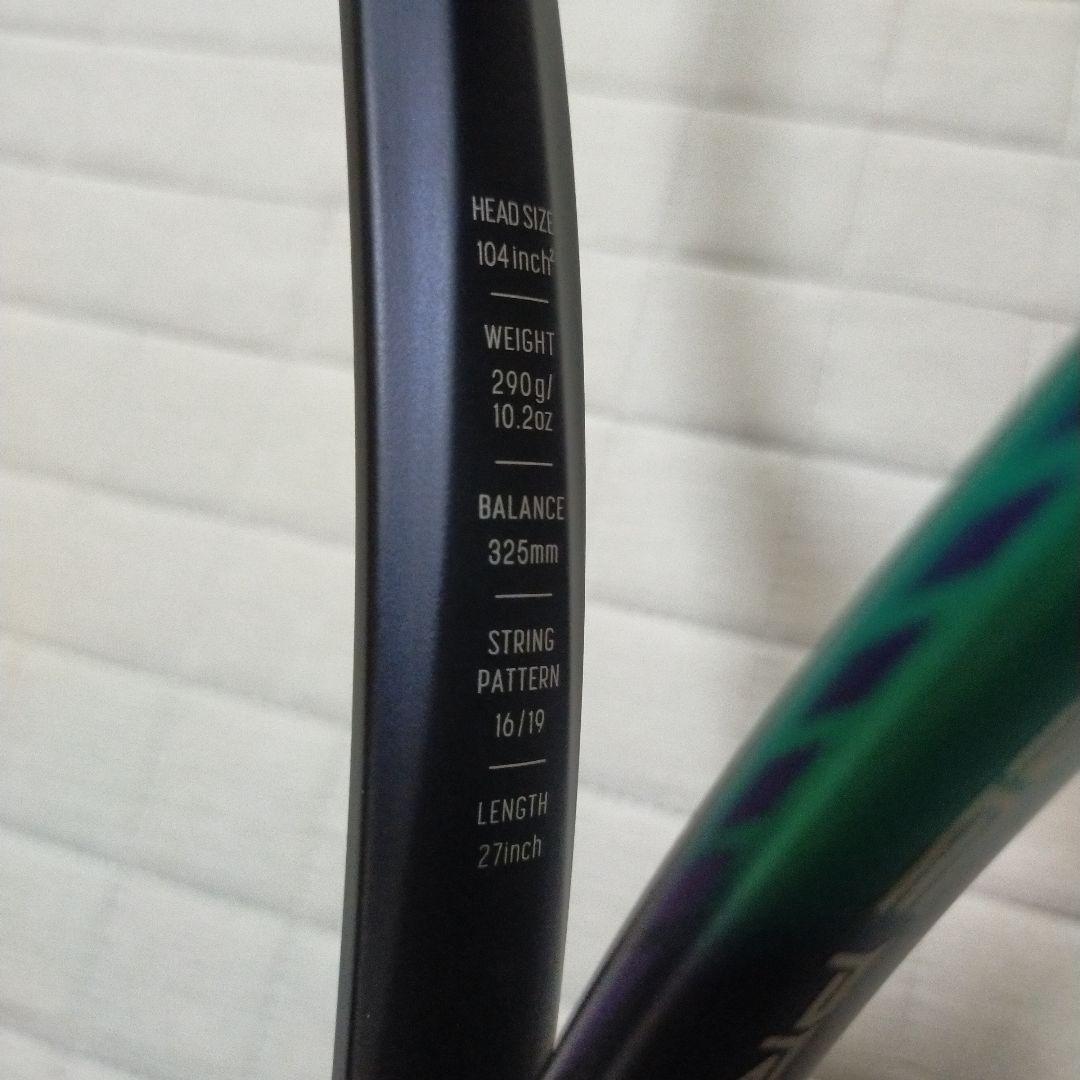 HEAD SIZE
104inch²
WEIGHT
290g/
10.2oz
BALANCE
325mm
STRING
PATTERN
16/19
LENGTH
27inch